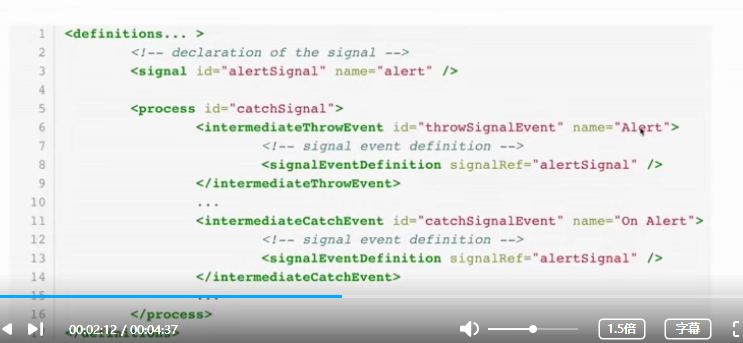 1 <definitions... >
2 <!-- declaration of the signal -->
3 <signal id="alertSignal" name="alert" />
4
5 <process id="catchSignal">
6 <intermediateThrowEvent id="throwSignalEvent" name="Alert">
7 <!-- signal event definition -->
8 <signalEventDefinition signalRef="alertSignal" />
9 </intermediateThrowEvent>
10 ...
11 <intermediateCatchEvent id="catchSignalEvent" name="On Alert">
12 <!-- signal event definition -->
13 <signalEventDefinition signalRef="alertSignal" />
14 </intermediateCatchEvent>
15 ...
16 </process>
</definitions>
00:02:12 / 00:04:37 1.5倍 字幕